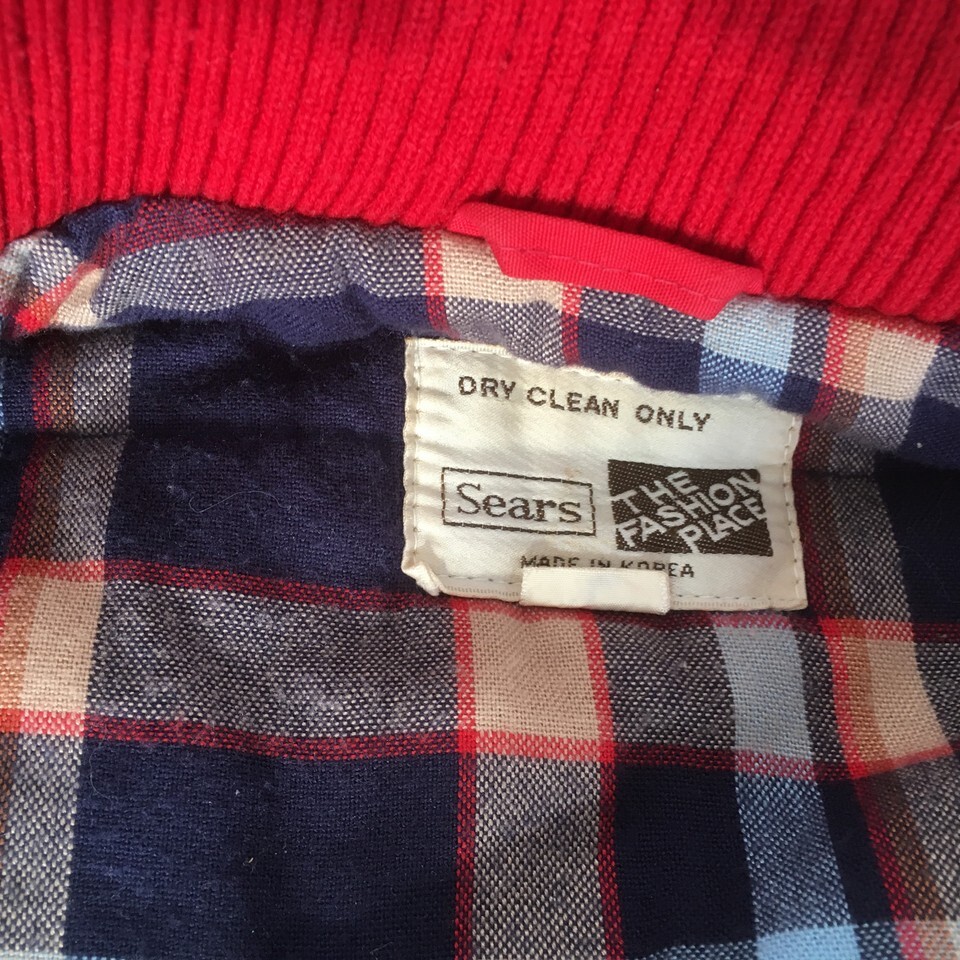 DRY CLEAN ONLY
Sears
THE
FASHION
PLACE
MADE IN KOREA